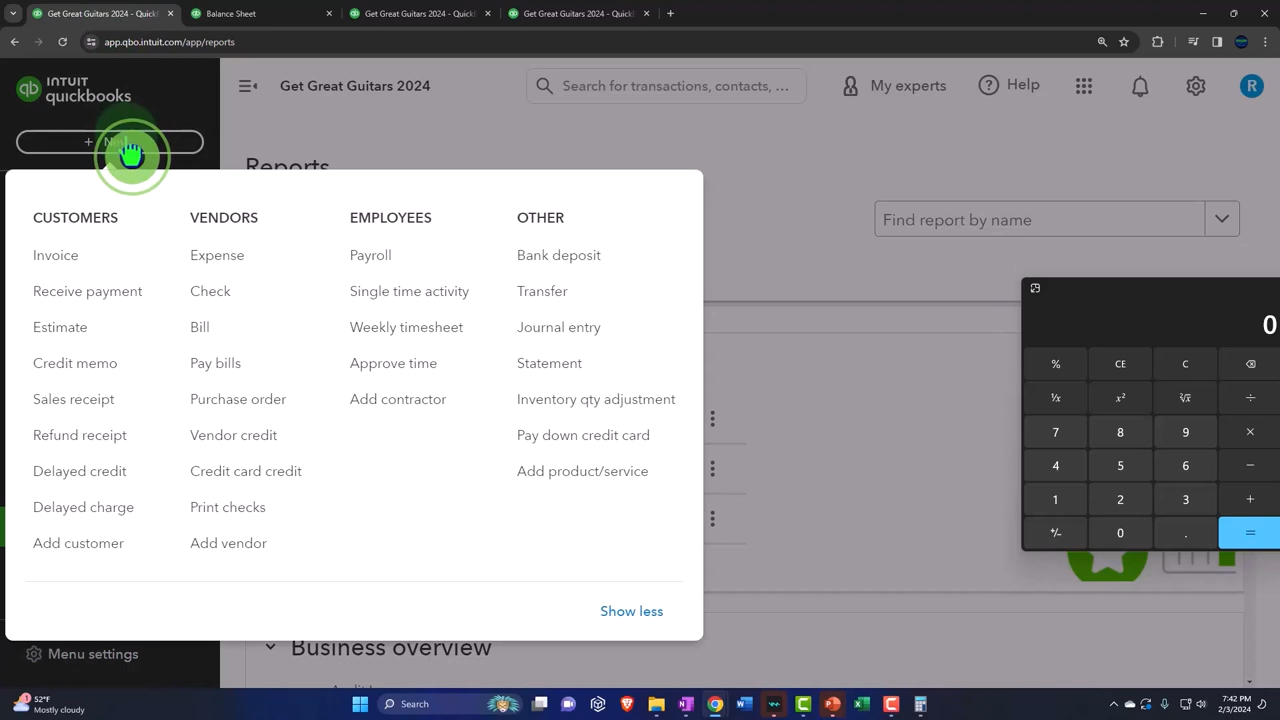 Get Great Guitars 2024 - Quickb
Balance Sheet
Get Great Guitars 2024 - Quickb
Get Great Guitars 2024 - Quickb
app.qbo.intuit.com/app/reports
INTUIT
quickbooks
Get Great Guitars 2024
Search for transactions, contacts, ...
My experts
Help
R
+ New
Reports
Find report by name
CUSTOMERS
Invoice
Receive payment
Estimate
Credit memo
Sales receipt
Refund receipt
Delayed credit
Delayed charge
Add customer
VENDORS
Expense
Check
Bill
Pay bills
Purchase order
Vendor credit
Credit card credit
Print checks
Add vendor
EMPLOYEES
Payroll
Single time activity
Weekly timesheet
Approve time
Add contractor
OTHER
Bank deposit
Transfer
Journal entry
Statement
Inventory qty adjustment
Pay down credit card
Add product/service
Show less
0
% CE C
¹/x x² ²√x ÷
7 8 9 ×
4 5 6 −
1 2 3 +
+/− 0 . =
Business overview
Menu settings
52°F
Mostly cloudy
Search
7:42 PM
2/3/2024